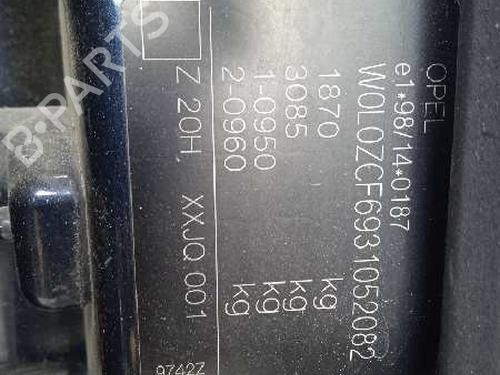 OPEL
e1*98/14*0187
W0L0ZCF6931052082
1870 kg
3085 kg
1-0950 kg
2-0960 kg
Z 20H XXJQ 001
9742Z
B-PARTS